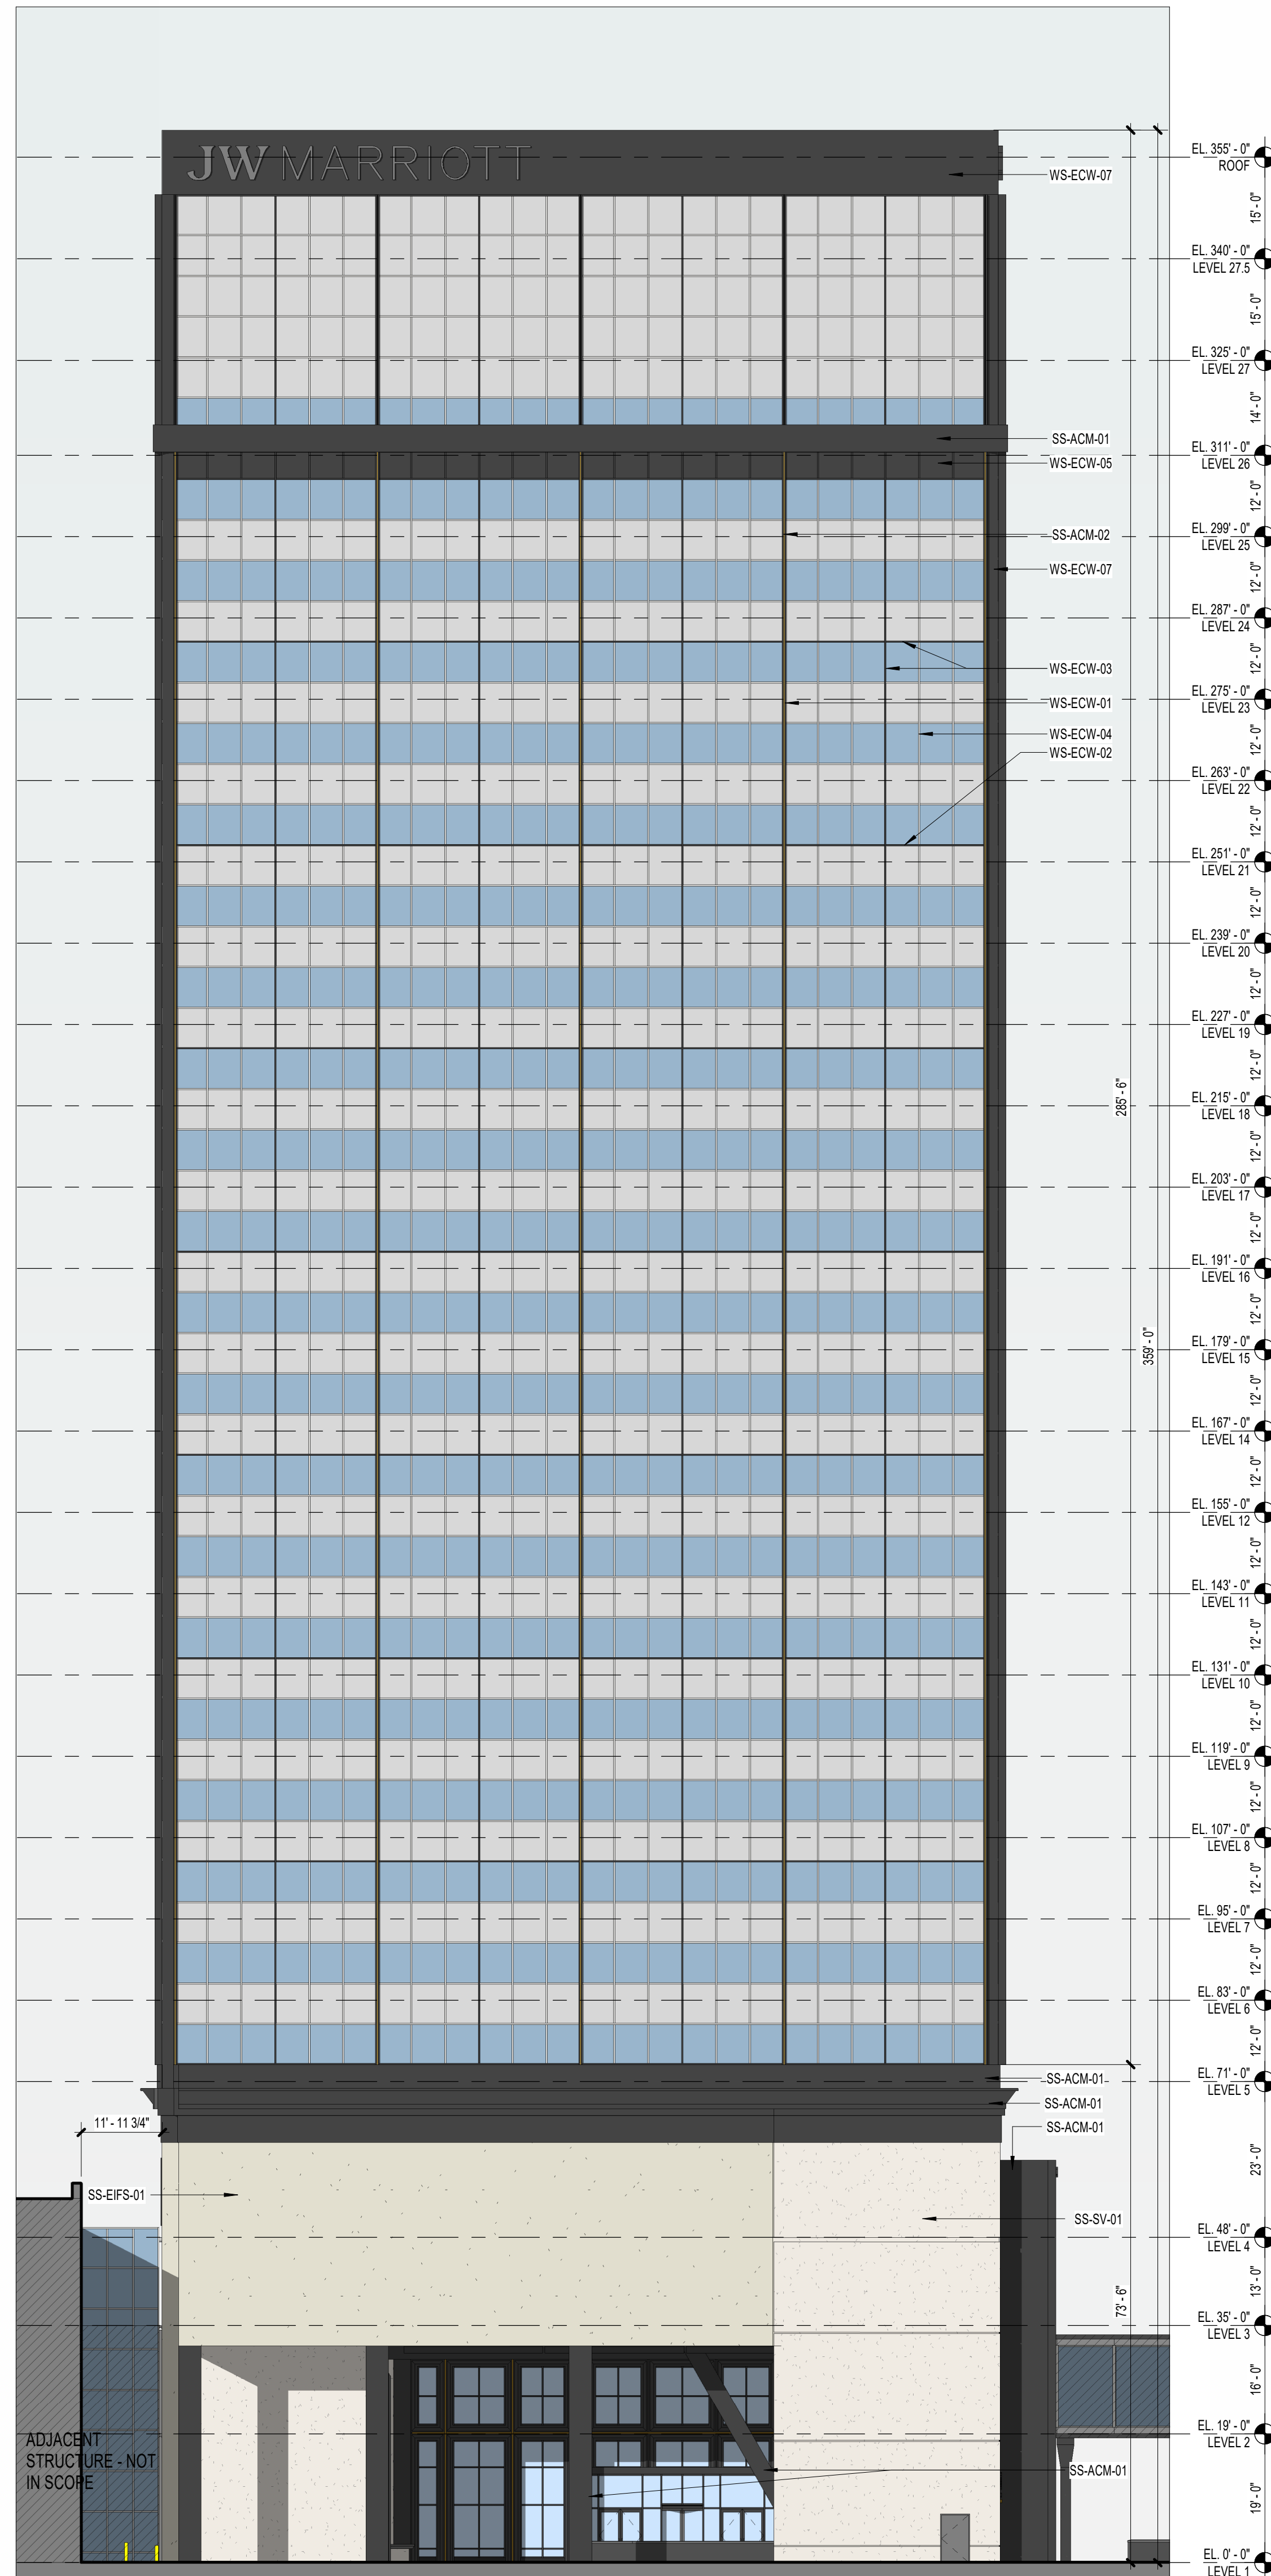 JW MARRIOTT
EL. 355' - 0"
ROOF
WS-ECW-07
15' - 0"
EL. 340' - 0"
LEVEL 27.5
15' - 0"
EL. 325' - 0"
LEVEL 27
14' - 0"
SS-ACM-01
EL. 311' - 0"
LEVEL 26
WS-ECW-05
12' - 0"
SS-ACM-02
EL. 299' - 0"
LEVEL 25
WS-ECW-07
12' - 0"
EL. 287' - 0"
LEVEL 24
12' - 0"
WS-ECW-03
EL. 275' - 0"
LEVEL 23
WS-ECW-01
WS-ECW-04
12' - 0"
WS-ECW-02
EL. 263' - 0"
LEVEL 22
12' - 0"
EL. 251' - 0"
LEVEL 21
12' - 0"
EL. 239' - 0"
LEVEL 20
12' - 0"
EL. 227' - 0"
LEVEL 19
12' - 0"
285' - 6"
EL. 215' - 0"
LEVEL 18
12' - 0"
EL. 203' - 0"
LEVEL 17
12' - 0"
EL. 191' - 0"
LEVEL 16
12' - 0"
359' - 0"
EL. 179' - 0"
LEVEL 15
12' - 0"
EL. 167' - 0"
LEVEL 14
12' - 0"
EL. 155' - 0"
LEVEL 12
12' - 0"
EL. 143' - 0"
LEVEL 11
12' - 0"
EL. 131' - 0"
LEVEL 10
12' - 0"
EL. 119' - 0"
LEVEL 9
12' - 0"
EL. 107' - 0"
LEVEL 8
12' - 0"
EL. 95' - 0"
LEVEL 7
12' - 0"
EL. 83' - 0"
LEVEL 6
12' - 0"
SS-ACM-01
EL. 71' - 0"
LEVEL 5
SS-ACM-01
11' - 11 3/4"
SS-ACM-01
23' - 0"
SS-EIFS-01
SS-SV-01
EL. 48' - 0"
LEVEL 4
13' - 0"
73' - 6"
EL. 35' - 0"
LEVEL 3
16' - 0"
EL. 19' - 0"
LEVEL 2
ADJACENT
STRUCTURE - NOT
IN SCOPE
SS-ACM-01
19' - 0"
EL. 0' - 0"
LEVEL 1